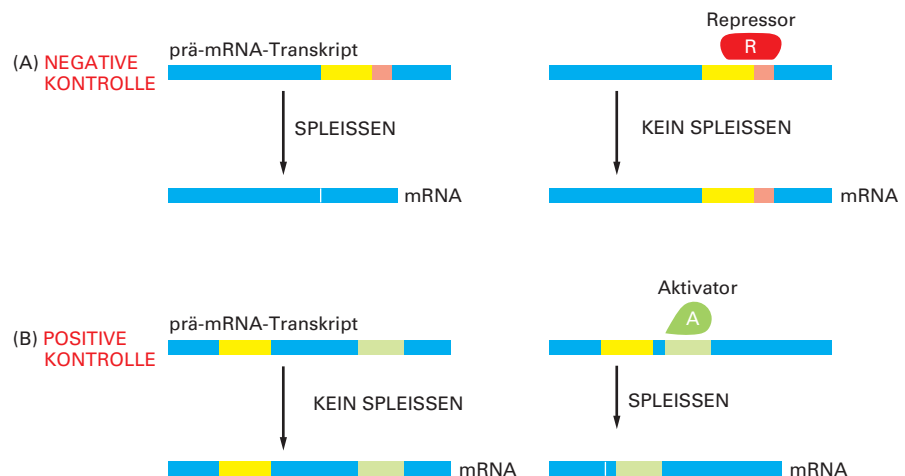 Repressor
R
prä-mRNA-Transkript
(A) NEGATIVE
KONTROLLE
SPLEISSEN
KEIN SPLEISSEN
mRNA
mRNA
Aktivator
A
prä-mRNA-Transkript
(B) POSITIVE
KONTROLLE
KEIN SPLEISSEN
SPLEISSEN
mRNA
mRNA